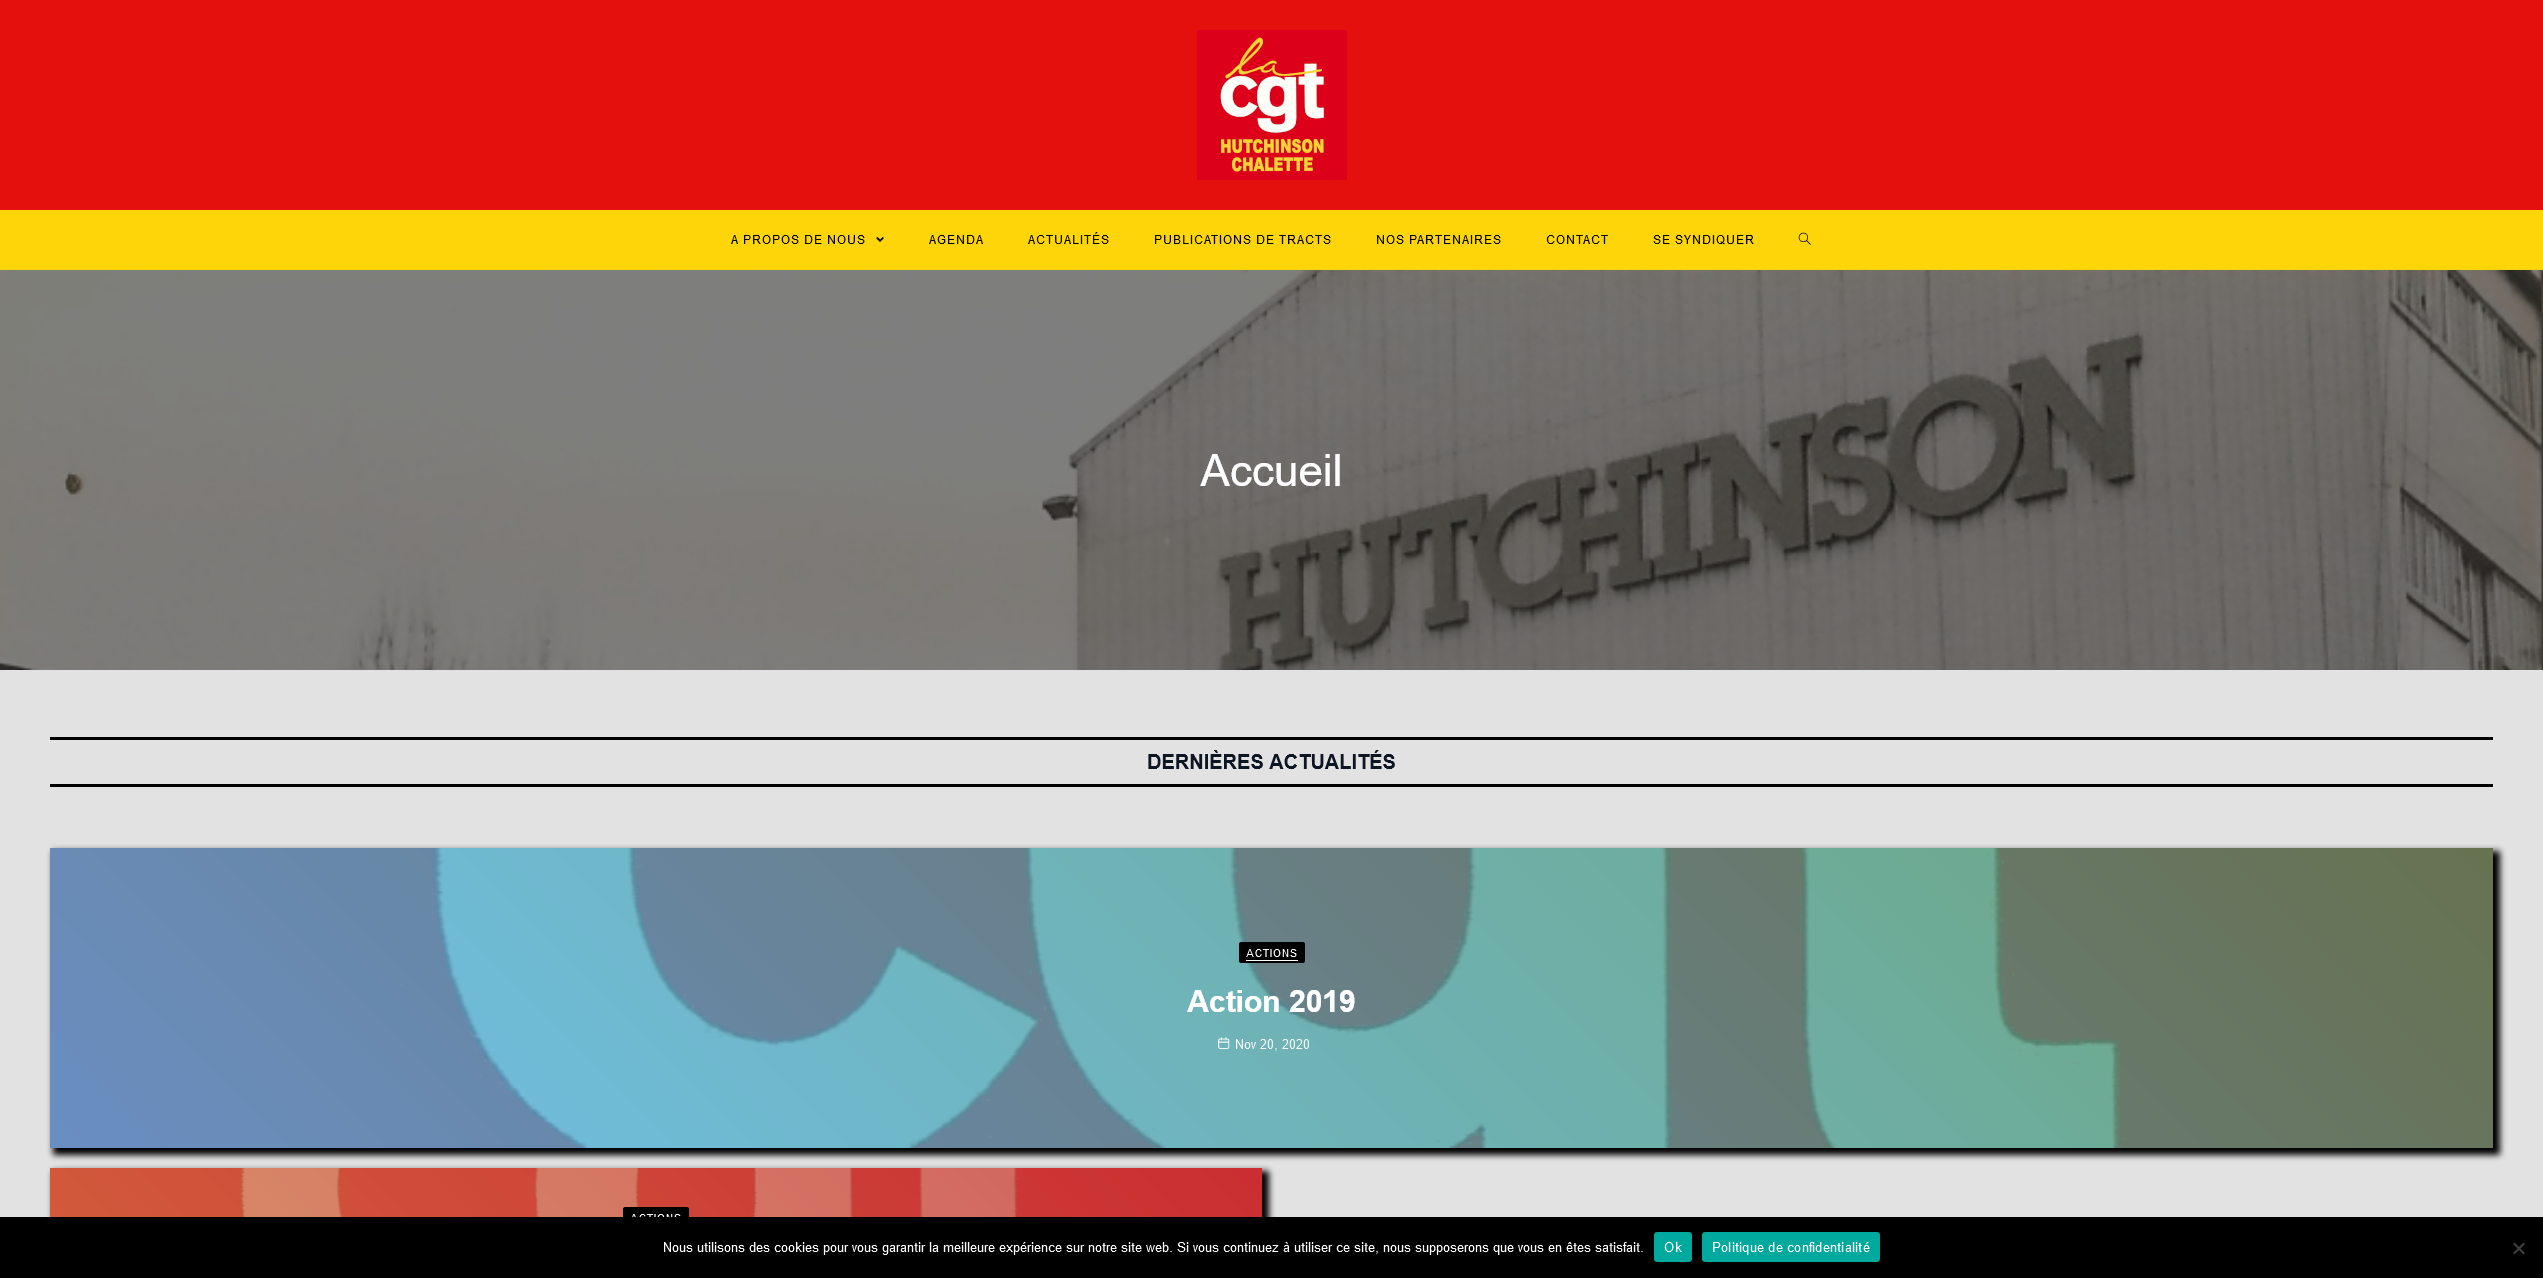 la
cgt
HUTCHINSON
CHALETTE
A PROPOS DE NOUS
AGENDA
ACTUALITÉS
PUBLICATIONS DE TRACTS
NOS PARTENAIRES
CONTACT
SE SYNDIQUER
Accueil
HUTCHINSON
DERNIÈRES ACTUALITÉS
cgt
ACTIONS
Action 2019
Nov 20, 2020
ACTIONS
Nous utilisons des cookies pour vous garantir la meilleure expérience sur notre site web. Si vous continuez à utiliser ce site, nous supposerons que vous en êtes satisfait.
Ok
Politique de confidentialité